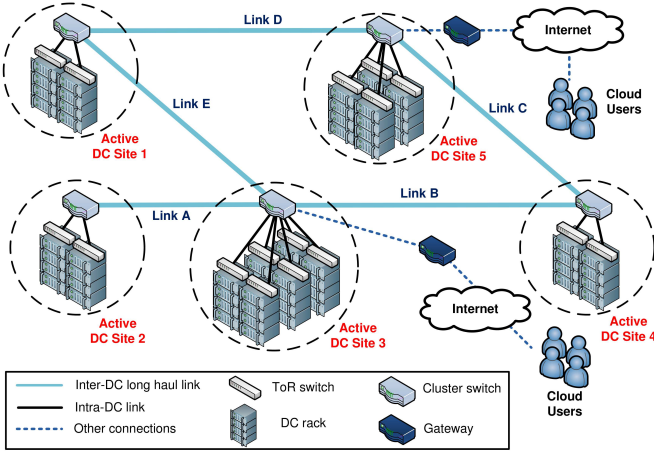 Link D
Internet
Link E
Link C
Cloud
Users
Active
DC Site 1
Active
DC Site 5
Link A
Link B
Internet
Active
DC Site 2
Active
DC Site 3
Active
DC Site 4
Cloud
Users
Inter-DC long haul link
ToR switch
Cluster switch
Intra-DC link
DC rack
Other connections
Gateway